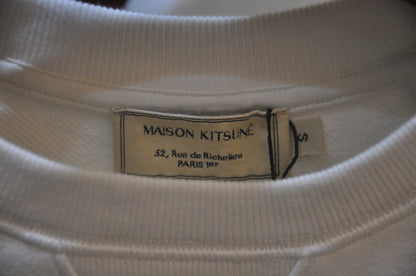 MAISON KITSUNÉ
52, Rue de Richelieu
PARIS 1er
S